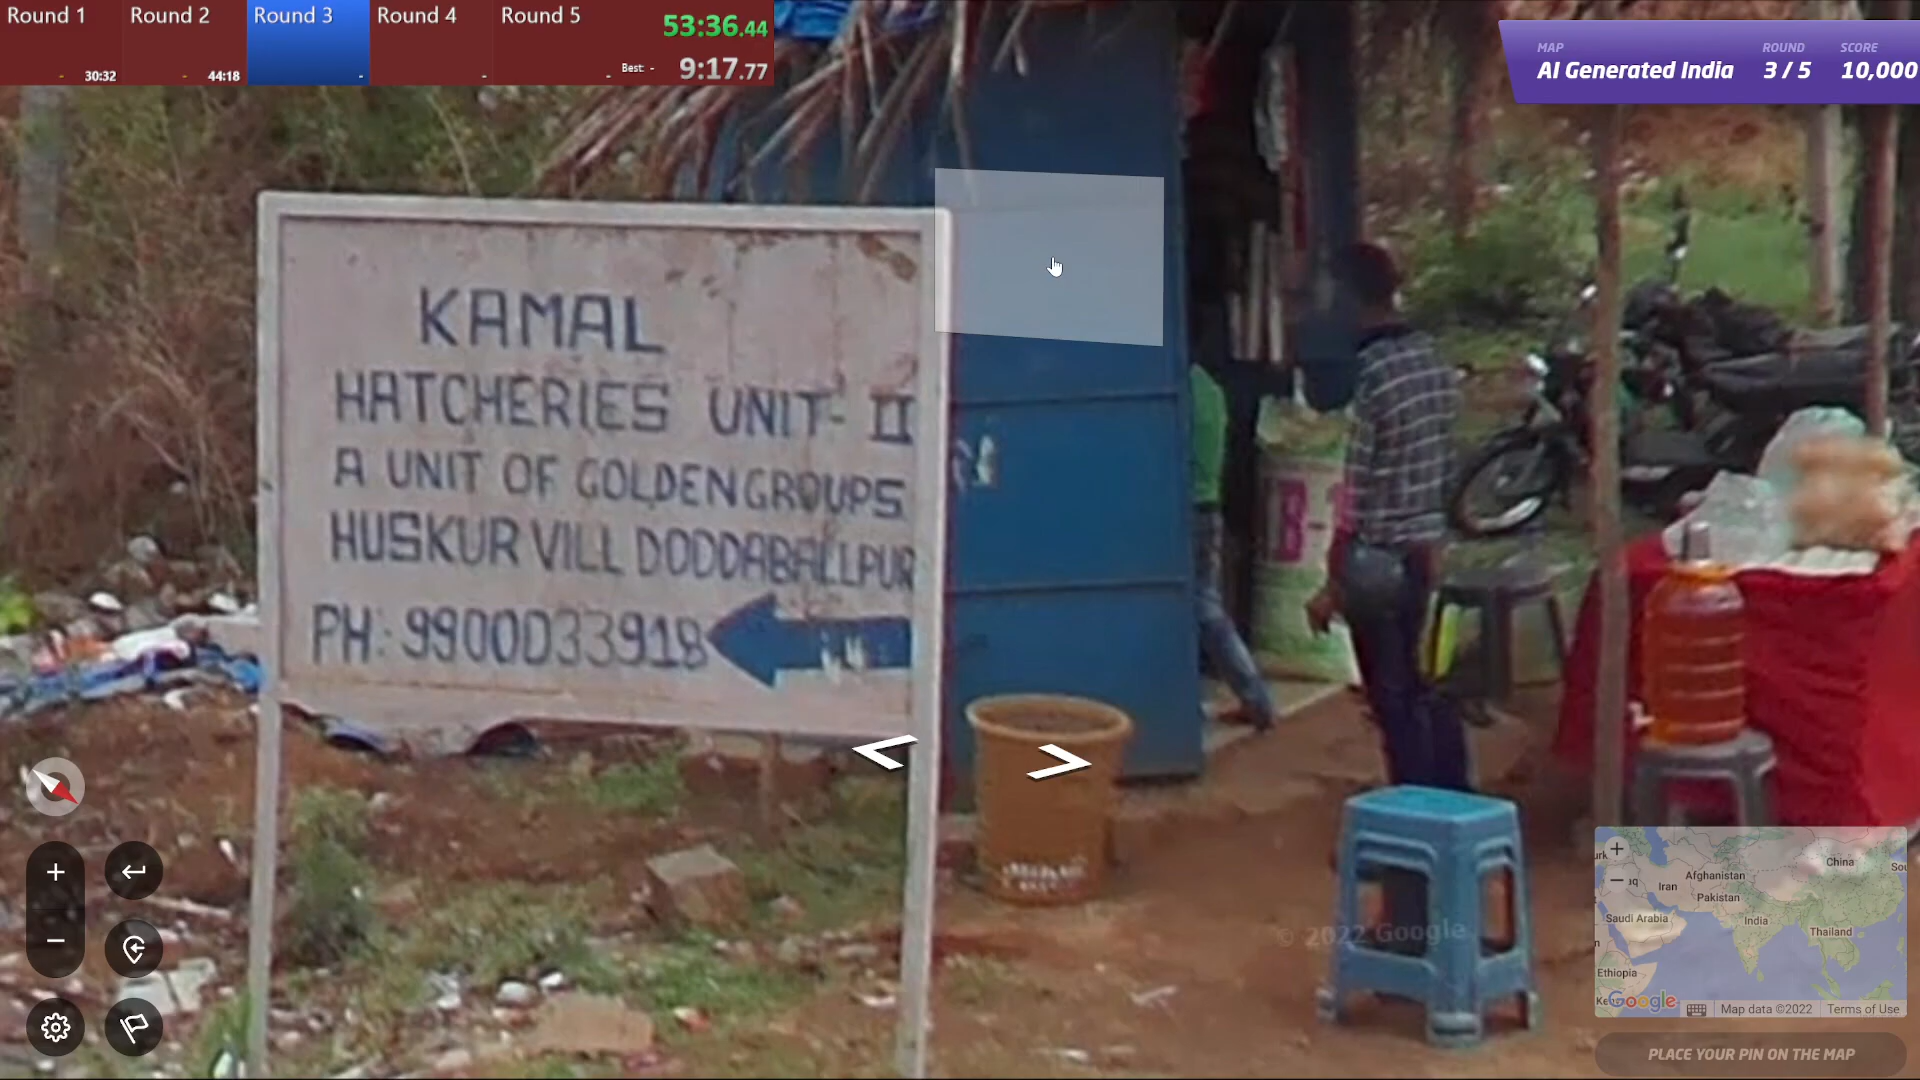 Round 1
Round 2
Round 3
Round 4
Round 5
53:36.44
- 30:32
- 44:18
-
-
-
Best: -
9:17.77
MAP
ROUND
SCORE
AI Generated India
3 / 5
10,000
KAMAL
HATCHERIES UNIT-II
A UNIT OF GOLDEN GROUPS
HUSKUR VILL DODDABALLPUR
PH: 9900033918
B-1
© 2022 Google
China
Afghanistan
Iran
Pakistan
Saudi Arabia
India
Thailand
Ethiopia
Google
Map data ©2022
Terms of Use
PLACE YOUR PIN ON THE MAP